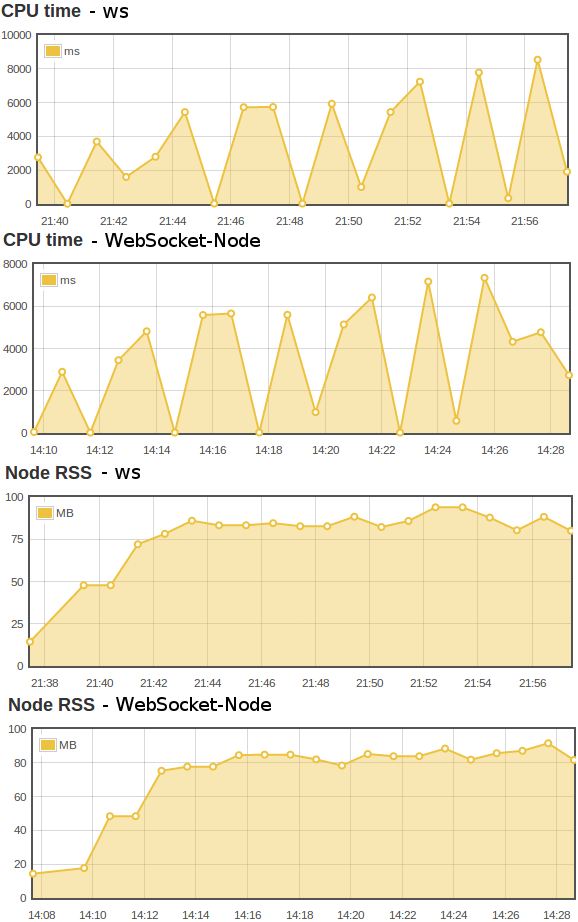 CPU time - ws
10000
ms
8000
6000
4000
2000
0
21:40 21:42 21:44 21:46 21:48 21:50 21:52 21:54 21:56
CPU time - WebSocket-Node
8000
ms
6000
4000
2000
0
14:10 14:12 14:14 14:16 14:18 14:20 14:22 14:24 14:26 14:28
Node RSS - ws
100
MB
75
50
25
0
21:38 21:40 21:42 21:44 21:46 21:48 21:50 21:52 21:54 21:56
Node RSS - WebSocket-Node
100
MB
80
60
40
20
0
14:08 14:10 14:12 14:14 14:16 14:18 14:20 14:22 14:24 14:26 14:28